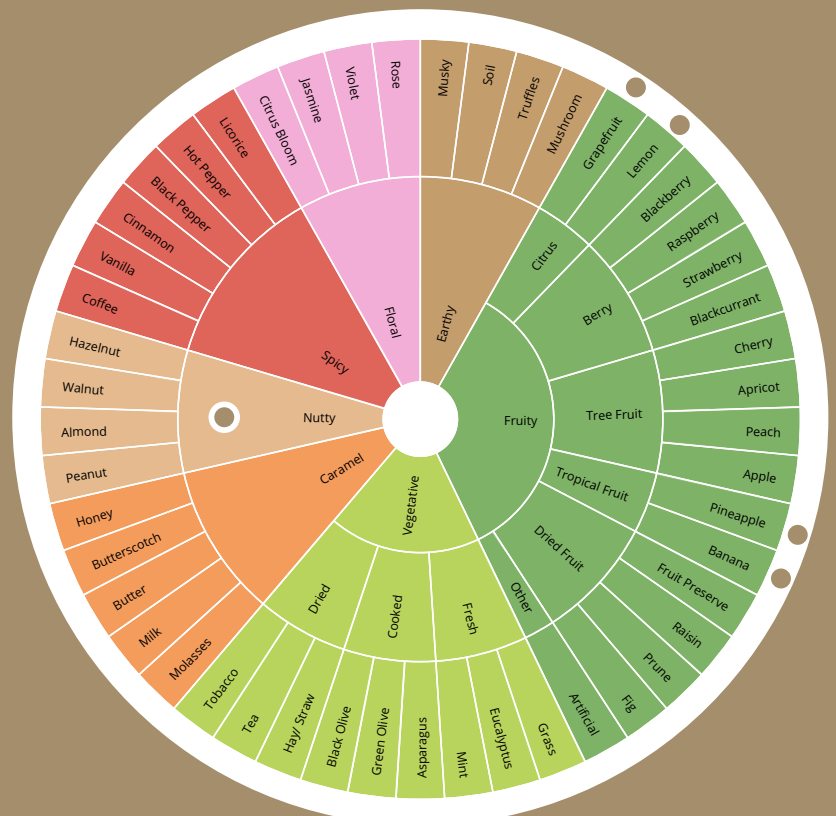 Musky
Soil
Truffles
Mushroom
Grapefruit
Lemon
Blackberry
Raspberry
Strawberry
Blackcurrant
Cherry
Apricot
Peach
Apple
Pineapple
Banana
Fruit Preserve
Raisin
Prune
Fig
Artificial
Grass
Eucalyptus
Mint
Asparagus
Green Olive
Black Olive
Hay/ Straw
Tea
Tobacco
Molasses
Milk
Butter
Butterscotch
Honey
Peanut
Almond
Walnut
Hazelnut
Coffee
Vanilla
Cinnamon
Black Pepper
Hot Pepper
Licorice
Citrus Bloom
Jasmine
Violet
Rose
Citrus
Berry
Tree Fruit
Tropical Fruit
Dried Fruit
Other
Fresh
Cooked
Dried
Earthy
Fruity
Vegetative
Caramel
Nutty
Spicy
Floral